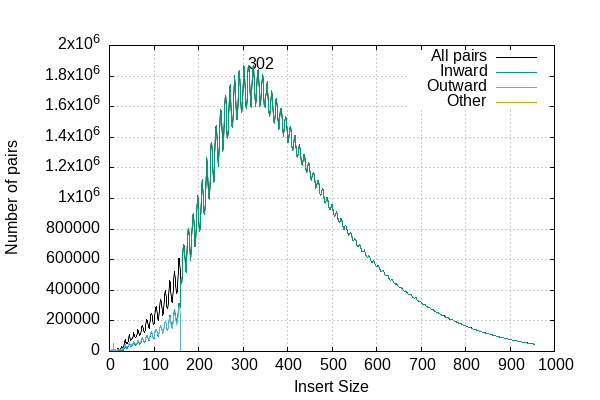 2x10^6
1.8x10^6
1.6x10^6
1.4x10^6
1.2x10^6
1x10^6
800000
600000
400000
200000
0
Number of pairs
302
All pairs
Inward
Outward
Other
0 100 200 300 400 500 600 700 800 900 1000
Insert Size